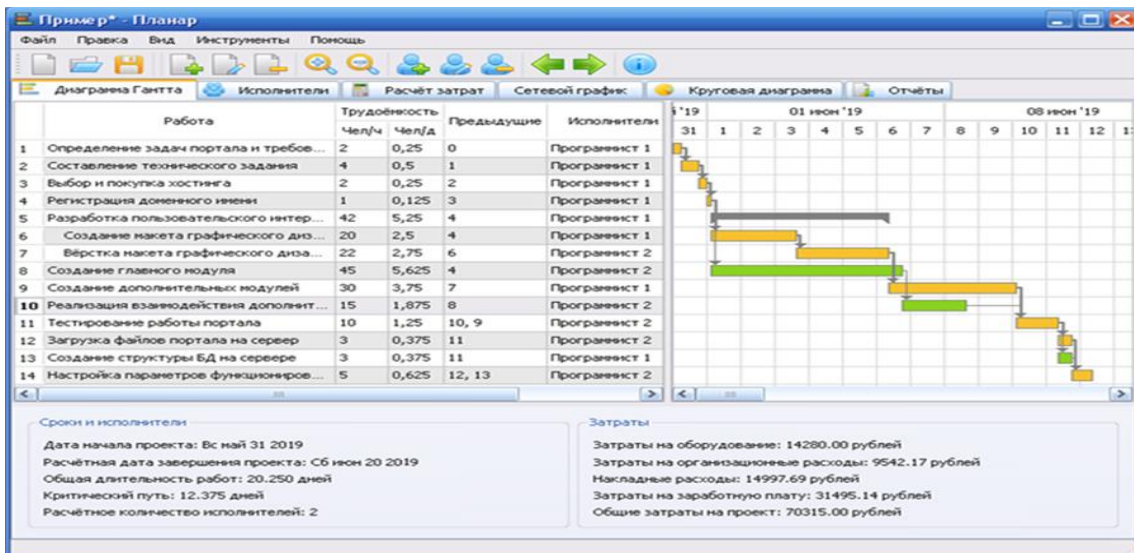 Пример* - Планар
Файл Правка Вид Инструменты Помощь
Диаграмма Гантта Исполнители Расчёт затрат Сетевой график Круговая диаграмма Отчёты
Работа Трудоёмкость Предыдущие Исполнители '19 01 июн '19 08 июн '19
Чел/ч Чел/д 31 1 2 3 4 5 6 7 8 9 10 11 12
1 Определение задач портала и требов... 2 0,25 0 Программист 1
2 Составление технического задания 4 0,5 1 Программист 1
3 Выбор и покупка хостинга 2 0,25 2 Программист 1
4 Регистрация доменного имени 1 0,125 3 Программист 1
5 Разработка пользовательского интер... 42 5,25 4 Программист 1
6 Создание макета графического диз... 20 2,5 4 Программист 1
7 Вёрстка макета графического диза... 22 2,75 6 Программист 2
8 Создание главного модуля 45 5,625 4 Программист 2
9 Создание дополнительных модулей 30 3,75 7 Программист 1
10 Реализация взаимодействия дополнит... 15 1,875 8 Программист 2
11 Тестирование работы портала 10 1,25 10, 9 Программист 2
12 Загрузка файлов портала на сервер 3 0,375 11 Программист 2
13 Создание структуры БД на сервере 3 0,375 11 Программист 1
14 Настройка параметров функциониров... 5 0,625 12, 13 Программист 2
Сроки и исполнители
Дата начала проекта: Вс май 31 2019
Расчётная дата завершения проекта: Сб июн 20 2019
Общая длительность работ: 20.250 дней
Критический путь: 12.375 дней
Расчётное количество исполнителей: 2
Затраты
Затраты на оборудование: 14280.00 рублей
Затраты на организационные расходы: 9542.17 рублей
Накладные расходы: 14997.69 рублей
Затраты на заработную плату: 31495.14 рублей
Общие затраты на проект: 70315.00 рублей